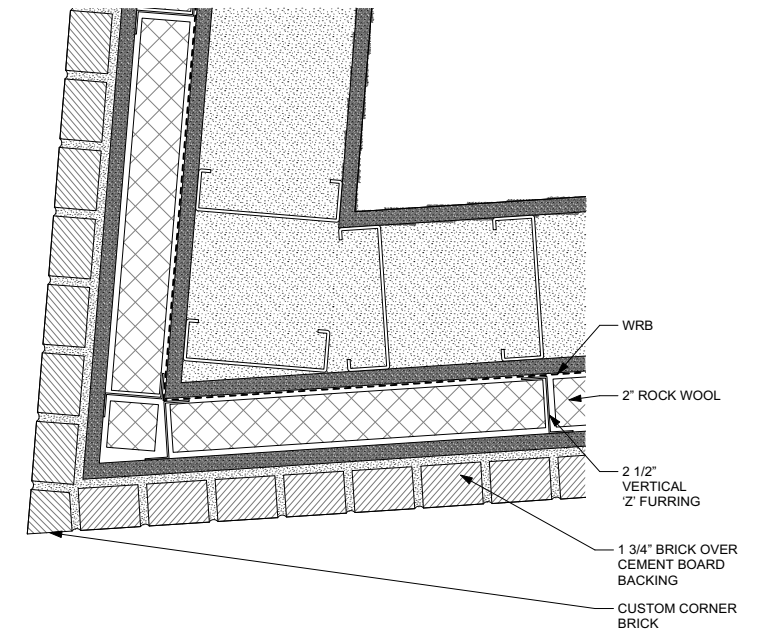 WRB
2” ROCK WOOL
2 1/2”
VERTICAL
‘Z’ FURRING
1 3/4” BRICK OVER
CEMENT BOARD
BACKING
CUSTOM CORNER
BRICK